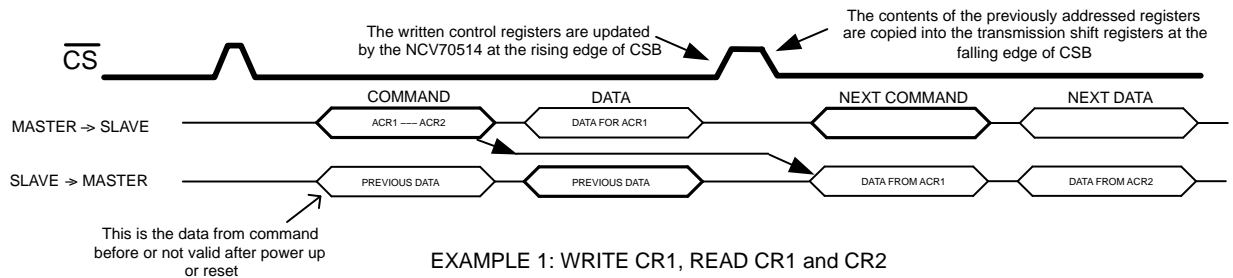 The written control registers are updated
by the NCV70514 at the rising edge of CSB
The contents of the previously addressed registers
are copied into the transmission shift registers at the
falling edge of CSB
CS
COMMAND
DATA
NEXT COMMAND
NEXT DATA
MASTER -> SLAVE
ACR1 --- ACR2
DATA FOR ACR1
SLAVE -> MASTER
PREVIOUS DATA
PREVIOUS DATA
DATA FROM ACR1
DATA FROM ACR2
This is the data from command
before or not valid after power up
or reset
EXAMPLE 1: WRITE CR1, READ CR1 and CR2